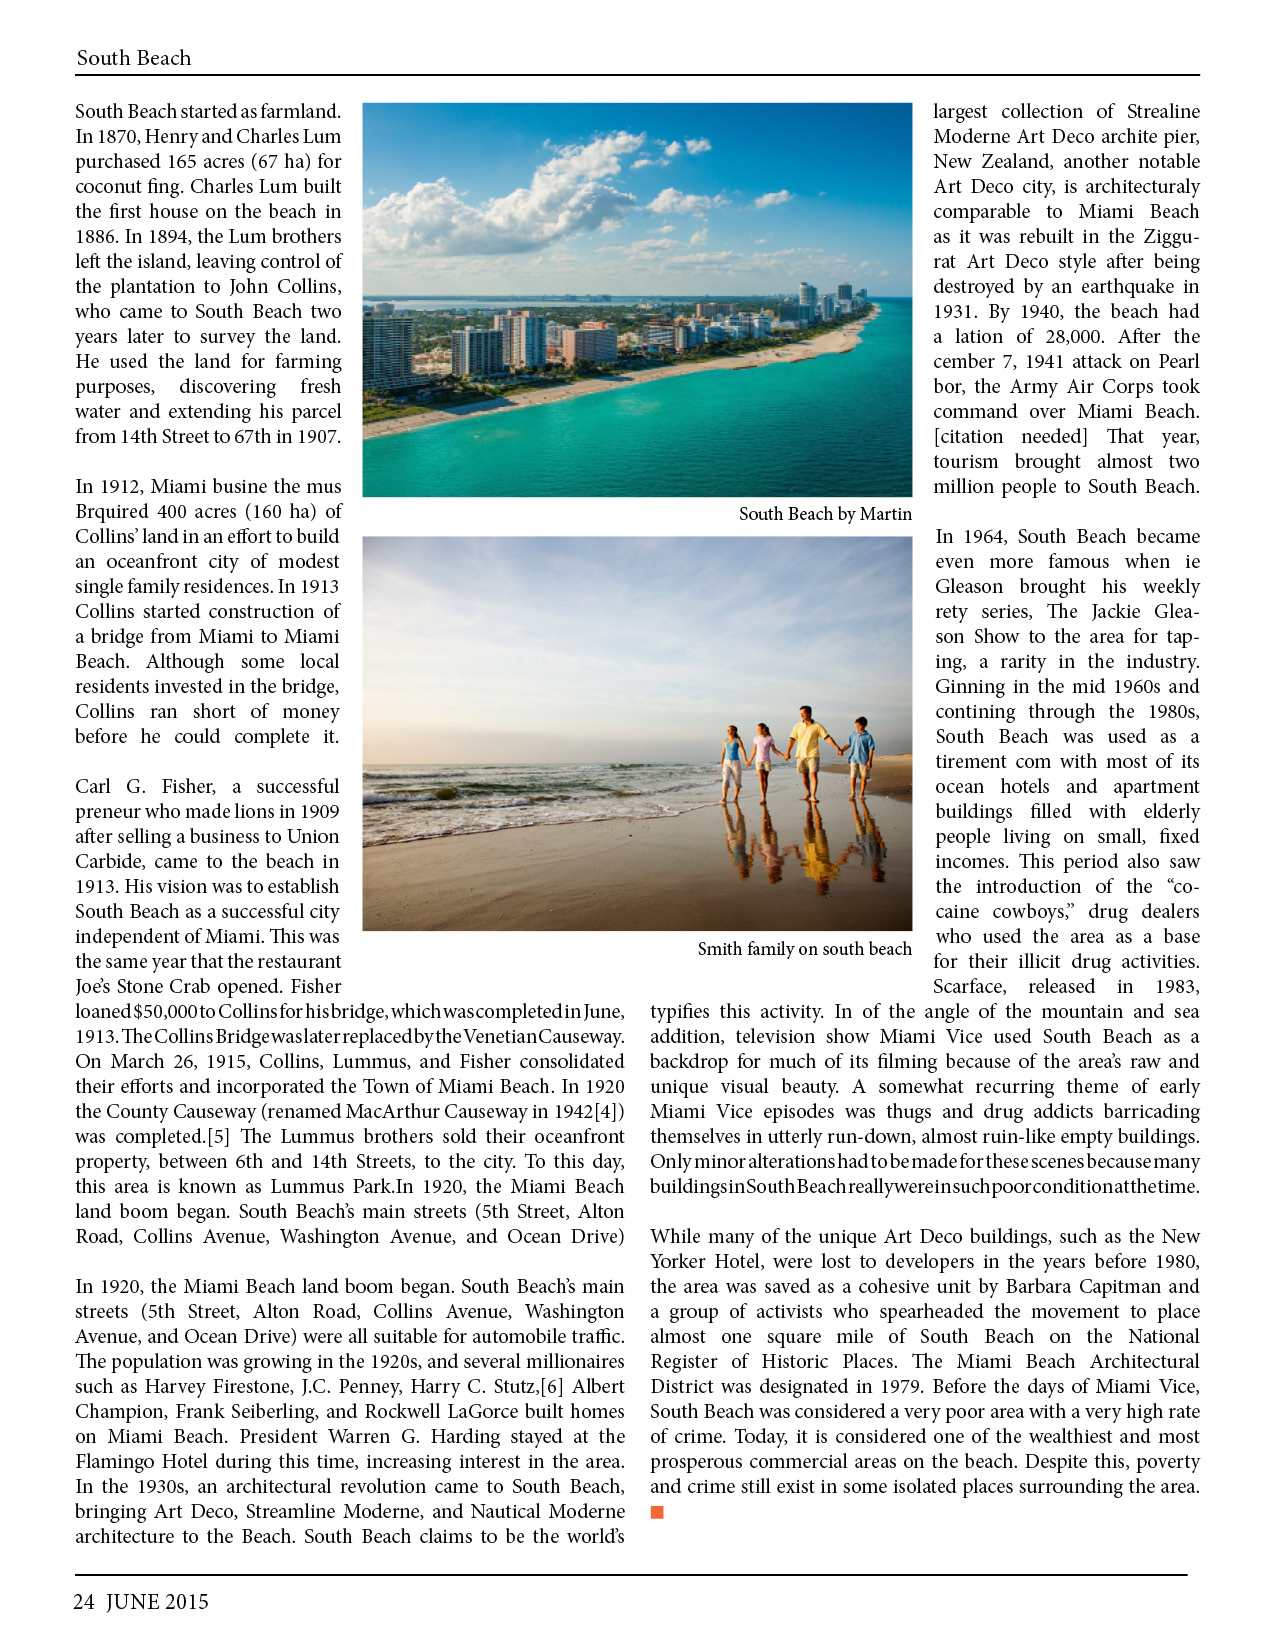 South Beach
South Beach started as farmland.
In 1870, Henry and Charles Lum
purchased 165 acres (67 ha) for
coconut fing. Charles Lum built
the first house on the beach in
1886. In 1894, the Lum brothers
left the island, leaving control of
the plantation to John Collins,
who came to South Beach two
years later to survey the land.
He used the land for farming
purposes, discovering fresh
water and extending his parcel
from 14th Street to 67th in 1907.
In 1912, Miami busine the mus
Brquired 400 acres (160 ha) of
Collins’ land in an effort to build
an oceanfront city of modest
single family residences. In 1913
Collins started construction of
a bridge from Miami to Miami
Beach. Although some local
residents invested in the bridge,
Collins ran short of money
before he could complete it.
Carl G. Fisher, a successful
preneur who made lions in 1909
after selling a business to Union
Carbide, came to the beach in
1913. His vision was to establish
South Beach as a successful city
independent of Miami. This was
the same year that the restaurant
Joe’s Stone Crab opened. Fisher
loaned $50,000 to Collins for his bridge, which was completed in June,
1913. The Collins Bridge was later replaced by the Venetian Causeway.
On March 26, 1915, Collins, Lummus, and Fisher consolidated
their efforts and incorporated the Town of Miami Beach. In 1920
the County Causeway (renamed MacArthur Causeway in 1942[4])
was completed.[5] The Lummus brothers sold their oceanfront
property, between 6th and 14th Streets, to the city. To this day,
this area is known as Lummus Park.In 1920, the Miami Beach
land boom began. South Beach’s main streets (5th Street, Alton
Road, Collins Avenue, Washington Avenue, and Ocean Drive)
In 1920, the Miami Beach land boom began. South Beach’s main
streets (5th Street, Alton Road, Collins Avenue, Washington
Avenue, and Ocean Drive) were all suitable for automobile traffic.
The population was growing in the 1920s, and several millionaires
such as Harvey Firestone, J.C. Penney, Harry C. Stutz,[6] Albert
Champion, Frank Seiberling, and Rockwell LaGorce built homes
on Miami Beach. President Warren G. Harding stayed at the
Flamingo Hotel during this time, increasing interest in the area.
In the 1930s, an architectural revolution came to South Beach,
bringing Art Deco, Streamline Moderne, and Nautical Moderne
architecture to the Beach. South Beach claims to be the world’s
South Beach by Martin
Smith family on south beach
largest collection of Strealine
Moderne Art Deco archite pier,
New Zealand, another notable
Art Deco city, is architecturaly
comparable to Miami Beach
as it was rebuilt in the Ziggu-
rat Art Deco style after being
destroyed by an earthquake in
1931. By 1940, the beach had
a lation of 28,000. After the
cember 7, 1941 attack on Pearl
bor, the Army Air Corps took
command over Miami Beach.
[citation needed] That year,
tourism brought almost two
million people to South Beach.
In 1964, South Beach became
even more famous when ie
Gleason brought his weekly
rety series, The Jackie Glea-
son Show to the area for tap-
ing, a rarity in the industry.
Ginning in the mid 1960s and
contining through the 1980s,
South Beach was used as a
tirement com with most of its
ocean hotels and apartment
buildings filled with elderly
people living on small, fixed
incomes. This period also saw
the introduction of the “co-
caine cowboys,” drug dealers
who used the area as a base
for their illicit drug activities.
Scarface, released in 1983,
typifies this activity. In of the angle of the mountain and sea
addition, television show Miami Vice used South Beach as a
backdrop for much of its filming because of the area’s raw and
unique visual beauty. A somewhat recurring theme of early
Miami Vice episodes was thugs and drug addicts barricading
themselves in utterly run-down, almost ruin-like empty buildings.
Only minor alterations had to be made for these scenes because many
buildings in South Beach really were in such poor condition at the time.
While many of the unique Art Deco buildings, such as the New
Yorker Hotel, were lost to developers in the years before 1980,
the area was saved as a cohesive unit by Barbara Capitman and
a group of activists who spearheaded the movement to place
almost one square mile of South Beach on the National
Register of Historic Places. The Miami Beach Architectural
District was designated in 1979. Before the days of Miami Vice,
South Beach was considered a very poor area with a very high rate
of crime. Today, it is considered one of the wealthiest and most
prosperous commercial areas on the beach. Despite this, poverty
and crime still exist in some isolated places surrounding the area.
24 JUNE 2015